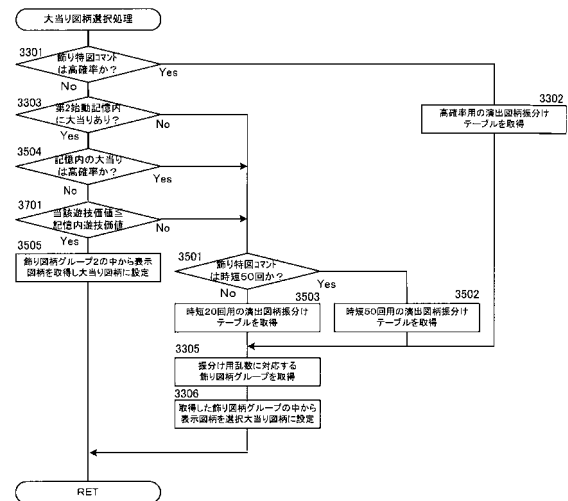 大当り図柄選択処理
3301
飾り特図コマント
は高確率か？
Yes
No
3303
第2始動記憶内
に大当りあり？
No
Yes
3302
高確率用の演出図柄振分け
テーブルを取得
3504
記憶内の大当り
は高確率か？
Yes
No
3701
当該遊技価値≦
記憶内遊技価値
No
Yes
3505
飾り図柄グループ2の中から表示
図柄を取得し大当り図柄に設定
3501
飾り特図コマント
は時短50回か？
Yes
No
3503
時短20回用の演出図柄振分け
テーブルを取得
3502
時短50回用の演出図柄振分け
テーブルを取得
3305
振分け用乱数に対応する
飾り図柄グループを取得
3306
取得した飾り図柄グループの中から
表示図柄を選択大当り図柄に設定
RET